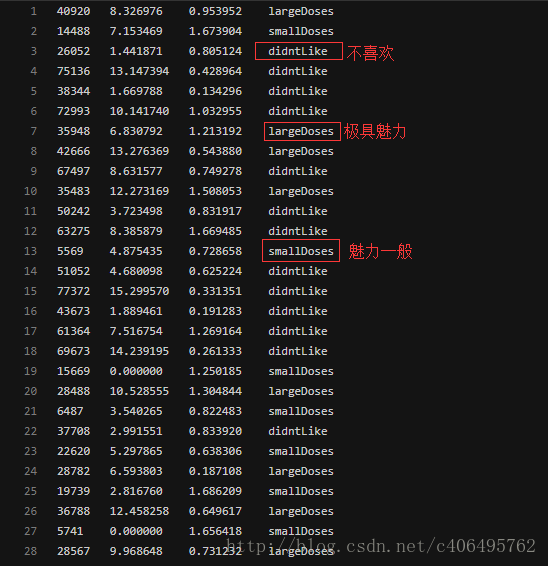 1 40920 8.326976 0.953952 largeDoses
2 14488 7.153469 1.673904 smallDoses
3 26052 1.441871 0.805124 didntLike 不喜欢
4 75136 13.147394 0.428964 didntLike
5 38344 1.669788 0.134296 didntLike
6 72993 10.141740 1.032955 didntLike
7 35948 6.830792 1.213192 largeDoses 极具魅力
8 42666 13.276369 0.543880 largeDoses
9 67497 8.631577 0.749278 didntLike
10 35483 12.273169 1.508053 largeDoses
11 50242 3.723498 0.831917 didntLike
12 63275 8.385879 1.669485 didntLike
13 5569 4.875435 0.728658 smallDoses 魅力一般
14 51052 4.680098 0.625224 didntLike
15 77372 15.299570 0.331351 didntLike
16 43673 1.889461 0.191283 didntLike
17 61364 7.516754 1.269164 didntLike
18 69673 14.239195 0.261333 didntLike
19 15669 0.000000 1.250185 smallDoses
20 28488 10.528555 1.304844 largeDoses
21 6487 3.540265 0.822483 smallDoses
22 37708 2.991551 0.833920 didntLike
23 22620 5.297865 0.638306 smallDoses
24 28782 6.593803 0.187108 largeDoses
25 19739 2.816760 1.686209 smallDoses
26 36788 12.458258 0.649617 largeDoses
27 5741 0.000000 1.656418 smallDoses
28 28567 9.968648 0.731232 largeDoses
http://blog.csdn.net/c406495762